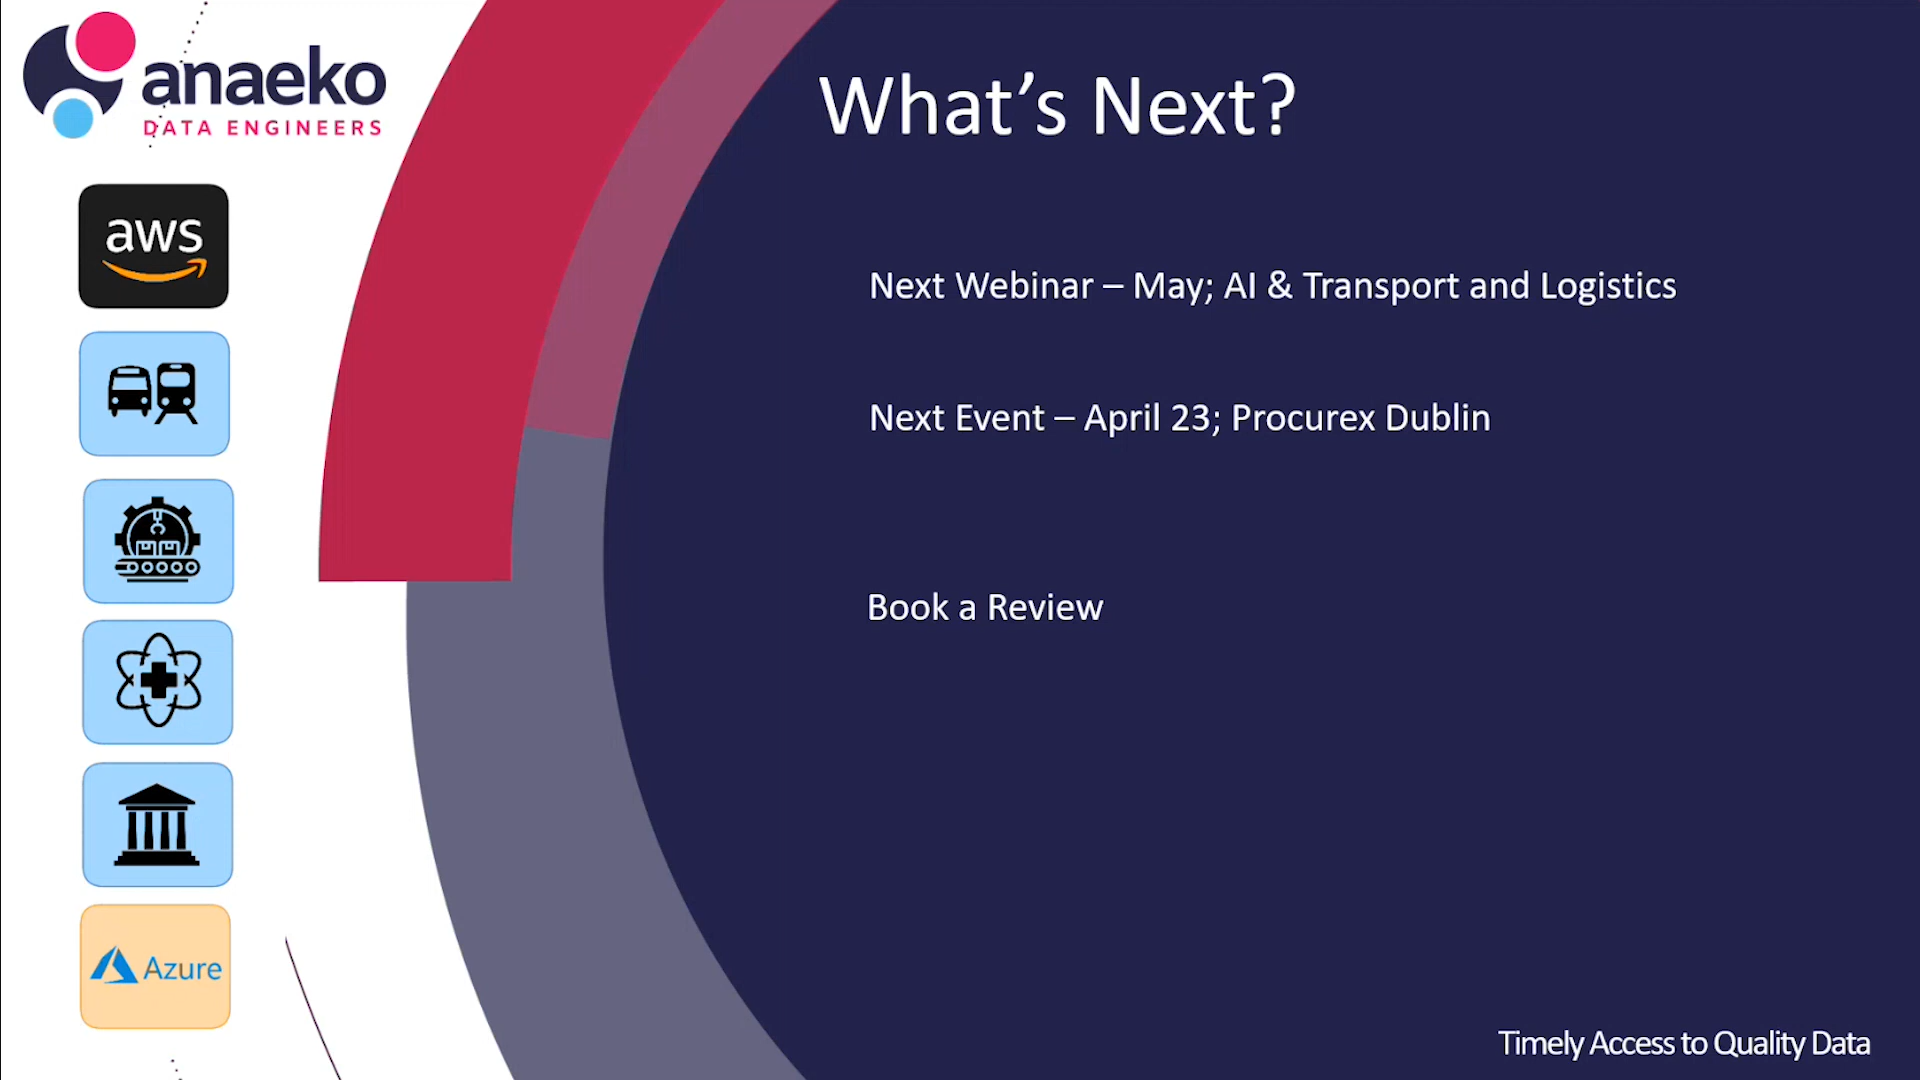 anaeko
DATA ENGINEERS
aws
Azure
What’s Next?
Next Webinar – May; AI & Transport and Logistics
Next Event – April 23; Procurex Dublin
Book a Review
Timely Access to Quality Data